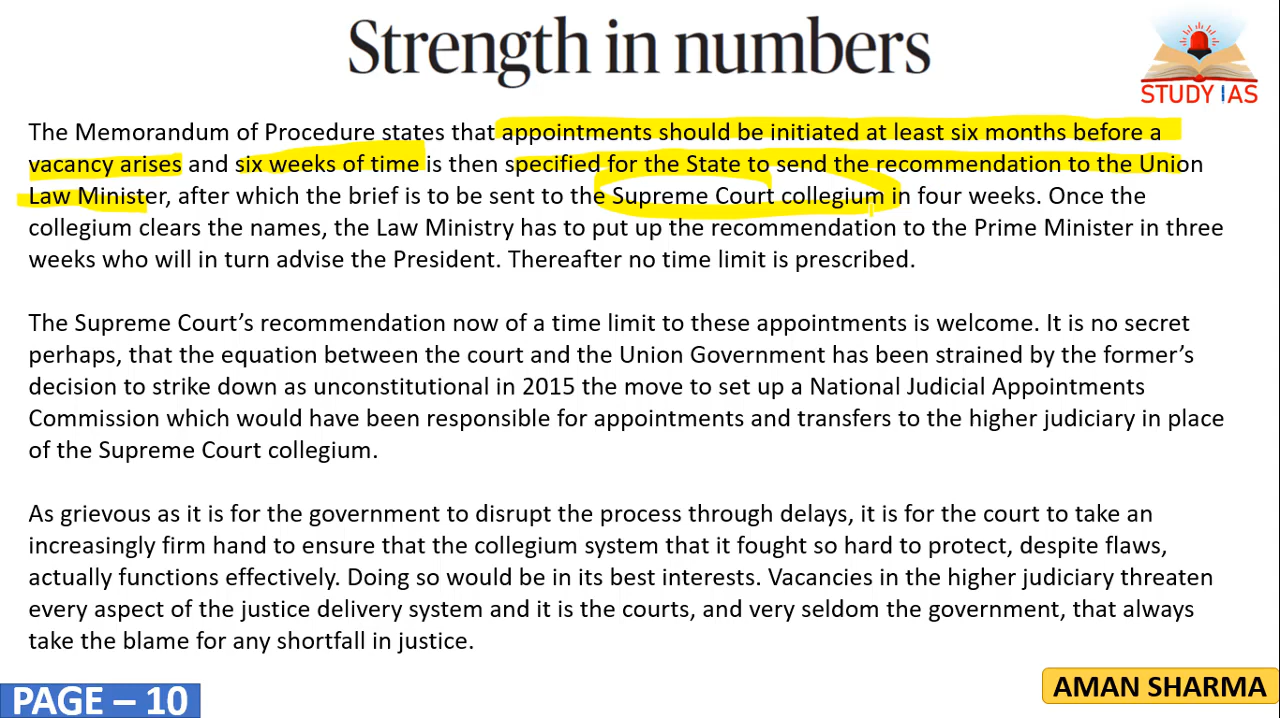 Strength in numbers
STUDY IAS
The Memorandum of Procedure states that appointments should be initiated at least six months before a
vacancy arises and six weeks of time is then specified for the State to send the recommendation to the Union
Law Minister, after which the brief is to be sent to the Supreme Court collegium in four weeks. Once the
collegium clears the names, the Law Ministry has to put up the recommendation to the Prime Minister in three
weeks who will in turn advise the President. Thereafter no time limit is prescribed.
The Supreme Court’s recommendation now of a time limit to these appointments is welcome. It is no secret
perhaps, that the equation between the court and the Union Government has been strained by the former’s
decision to strike down as unconstitutional in 2015 the move to set up a National Judicial Appointments
Commission which would have been responsible for appointments and transfers to the higher judiciary in place
of the Supreme Court collegium.
As grievous as it is for the government to disrupt the process through delays, it is for the court to take an
increasingly firm hand to ensure that the collegium system that it fought so hard to protect, despite flaws,
actually functions effectively. Doing so would be in its best interests. Vacancies in the higher judiciary threaten
every aspect of the justice delivery system and it is the courts, and very seldom the government, that always
take the blame for any shortfall in justice.
PAGE – 10
AMAN SHARMA